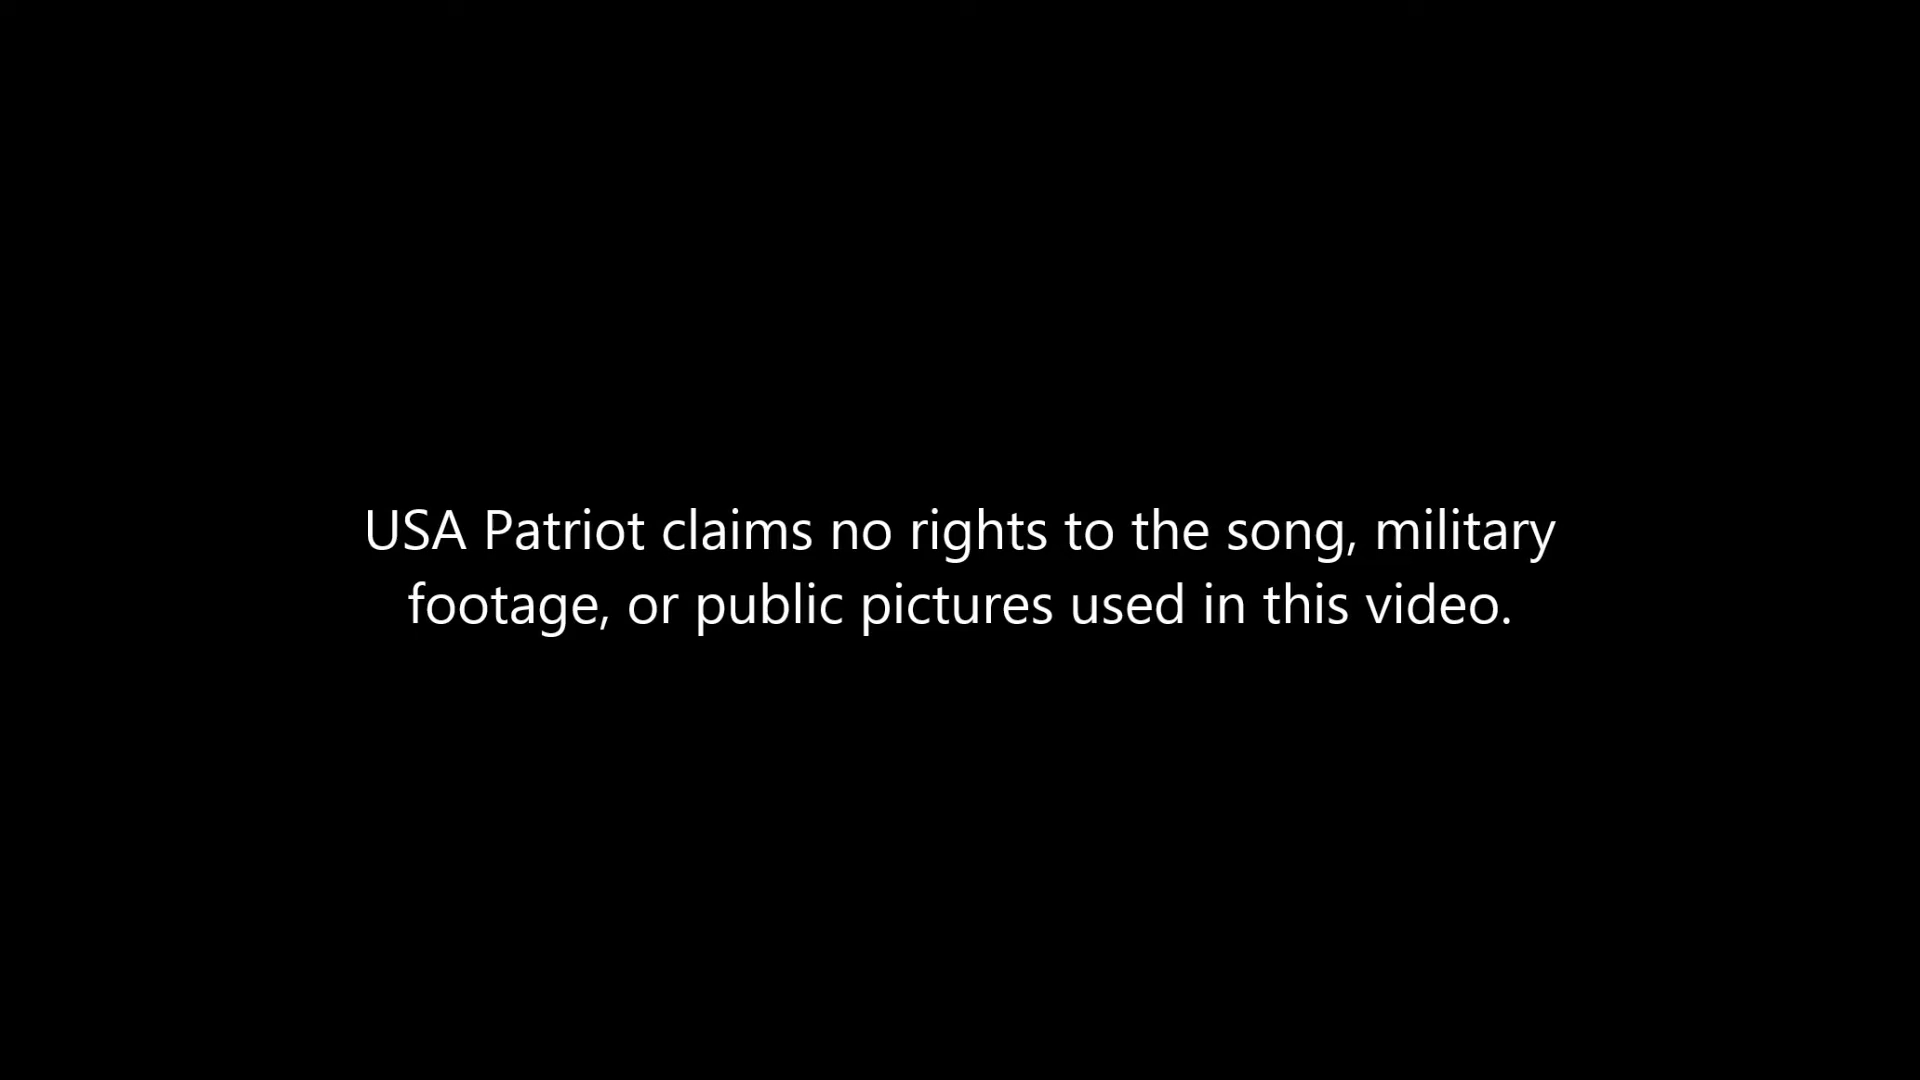 USA Patriot claims no rights to the song, military
footage, or public pictures used in this video.